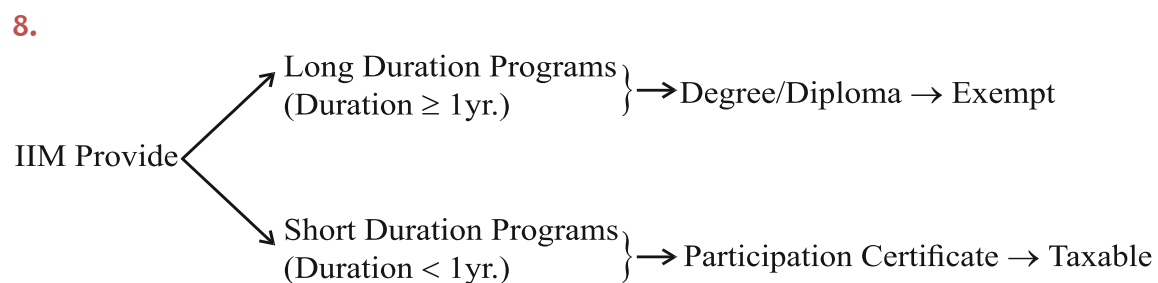 8.
Long Duration Programs
(Duration ≥ 1yr.)
→ Degree/Diploma → Exempt
IIM Provide
Short Duration Programs
(Duration < 1yr.)
→ Participation Certificate → Taxable